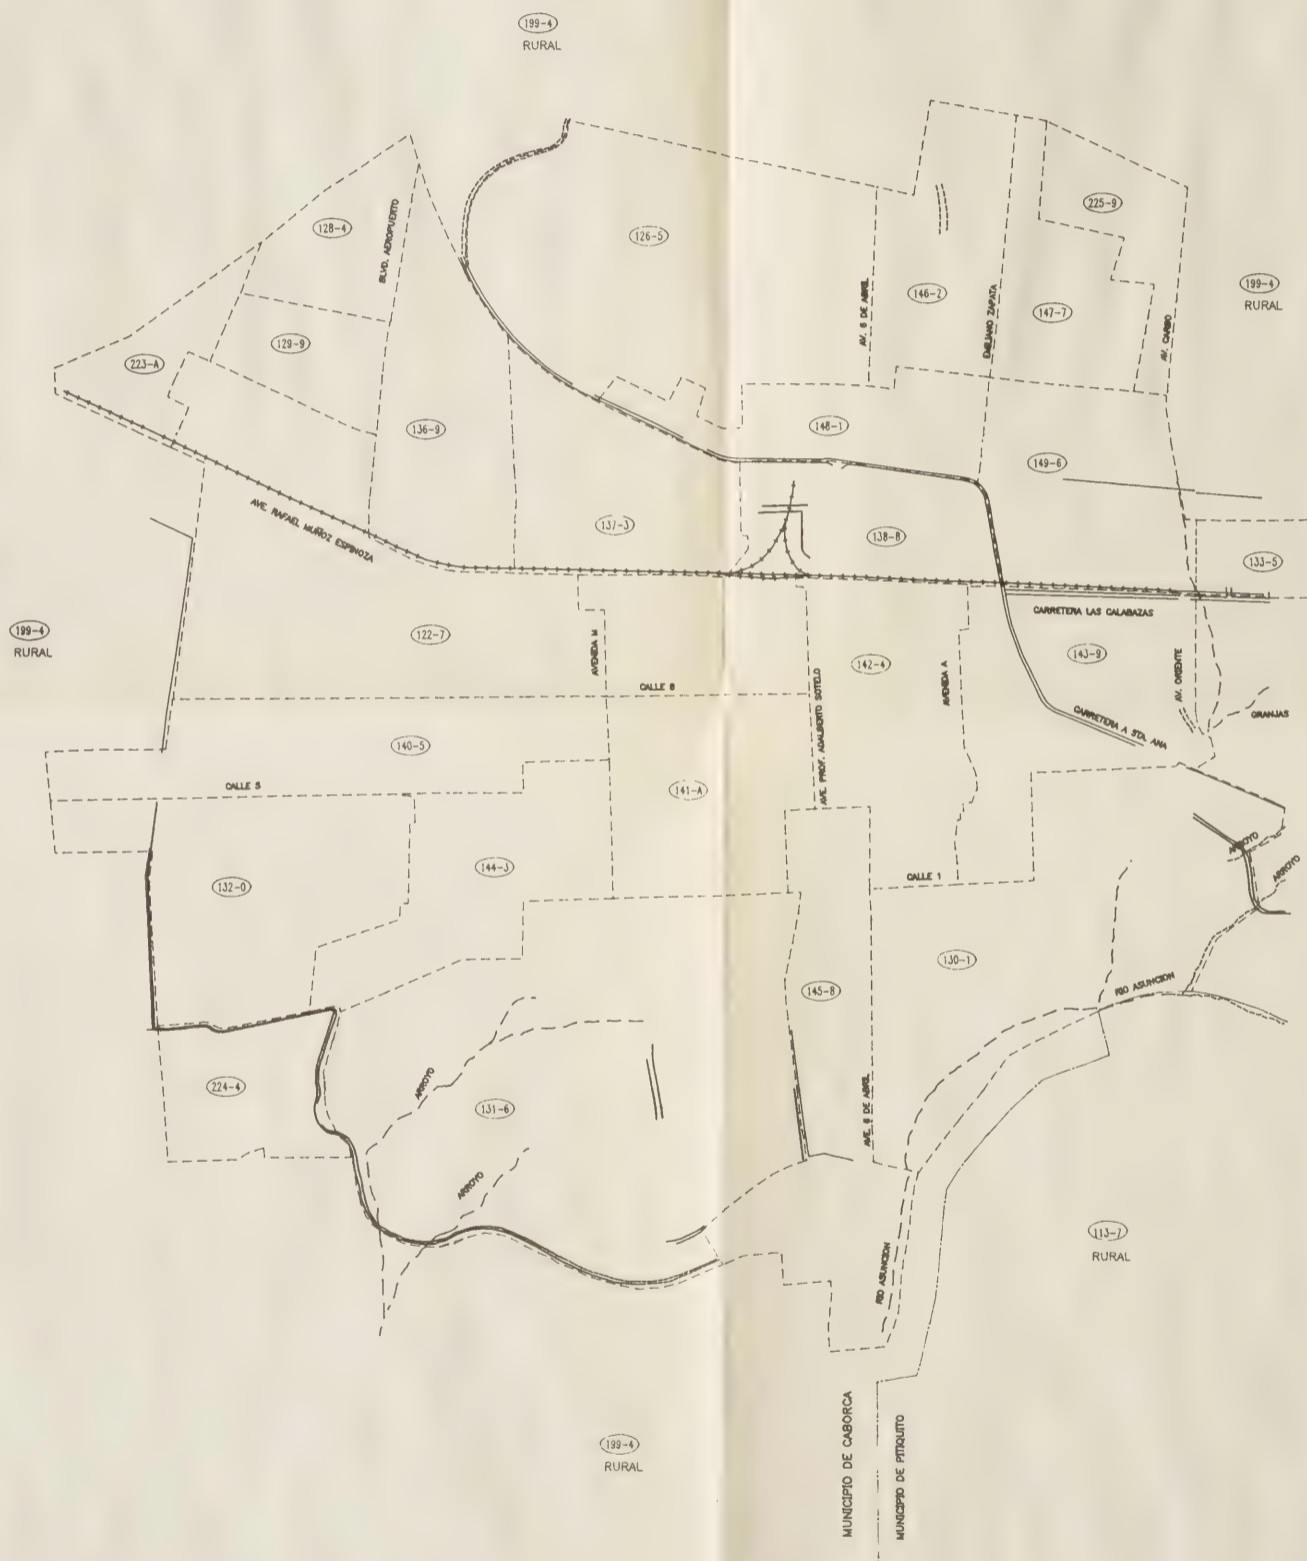 199-4
RURAL
225-9
128-4
BLVD. AEROPUERTO
126-5
199-4
RURAL
146-2
AV. 6 DE ABRIL
EMILIANO ZAPATA
147-7
AV. CARBO
129-9
223-A
136-9
148-1
149-6
AVE. RAFAEL MUÑOZ ESPINOZA
137-3
138-8
133-5
CARRETERA LAS CALABAZAS
199-4
RURAL
122-7
AVENIDA M
142-4
AVENIDA A
143-9
AV. ORIENTE
CALLE 8
AVE. PROF. ADALBERTO SOTELO
CARRETERA A STA. ANA
GRANJAS
140-5
CALLE 5
141-A
ARROYO
ARROYO
144-3
132-0
CALLE 1
130-1
145-8
RIO ASUNCION
224-4
ARROYO
131-6
AVE. 6 DE ABRIL
ARROYO
113-7
RURAL
RIO ASUNCION
199-4
RURAL
MUNICIPIO DE CABORCA
MUNICIPIO DE PITIQUITO